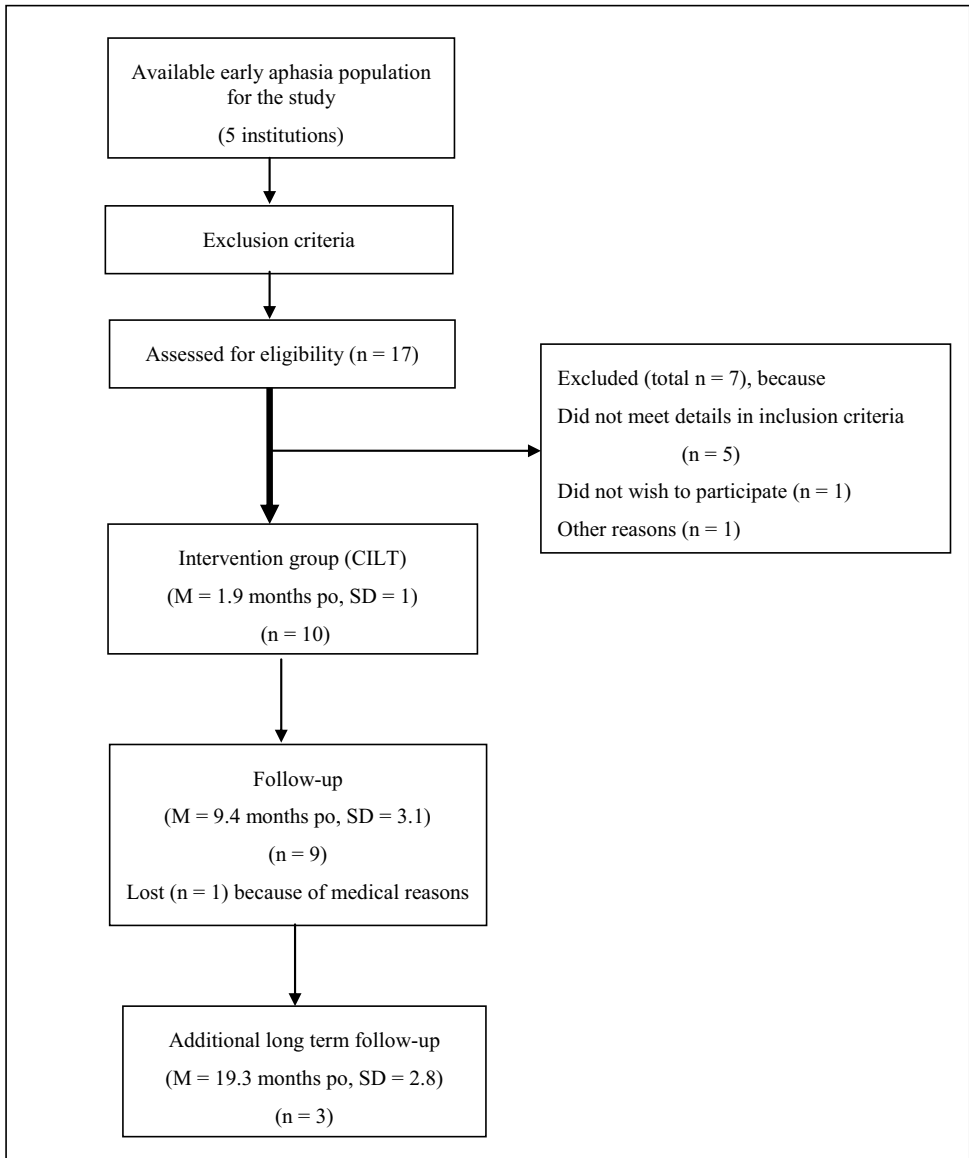 Available early aphasia population
for the study
(5 institutions)
Exclusion criteria
Assessed for eligibility (n = 17)
Excluded (total n = 7), because
Did not meet details in inclusion criteria
(n = 5)
Did not wish to participate (n = 1)
Other reasons (n = 1)
Intervention group (CILT)
(M = 1.9 months po, SD = 1)
(n = 10)
Follow-up
(M = 9.4 months po, SD = 3.1)
(n = 9)
Lost (n = 1) because of medical reasons
Additional long term follow-up
(M = 19.3 months po, SD = 2.8)
(n = 3)